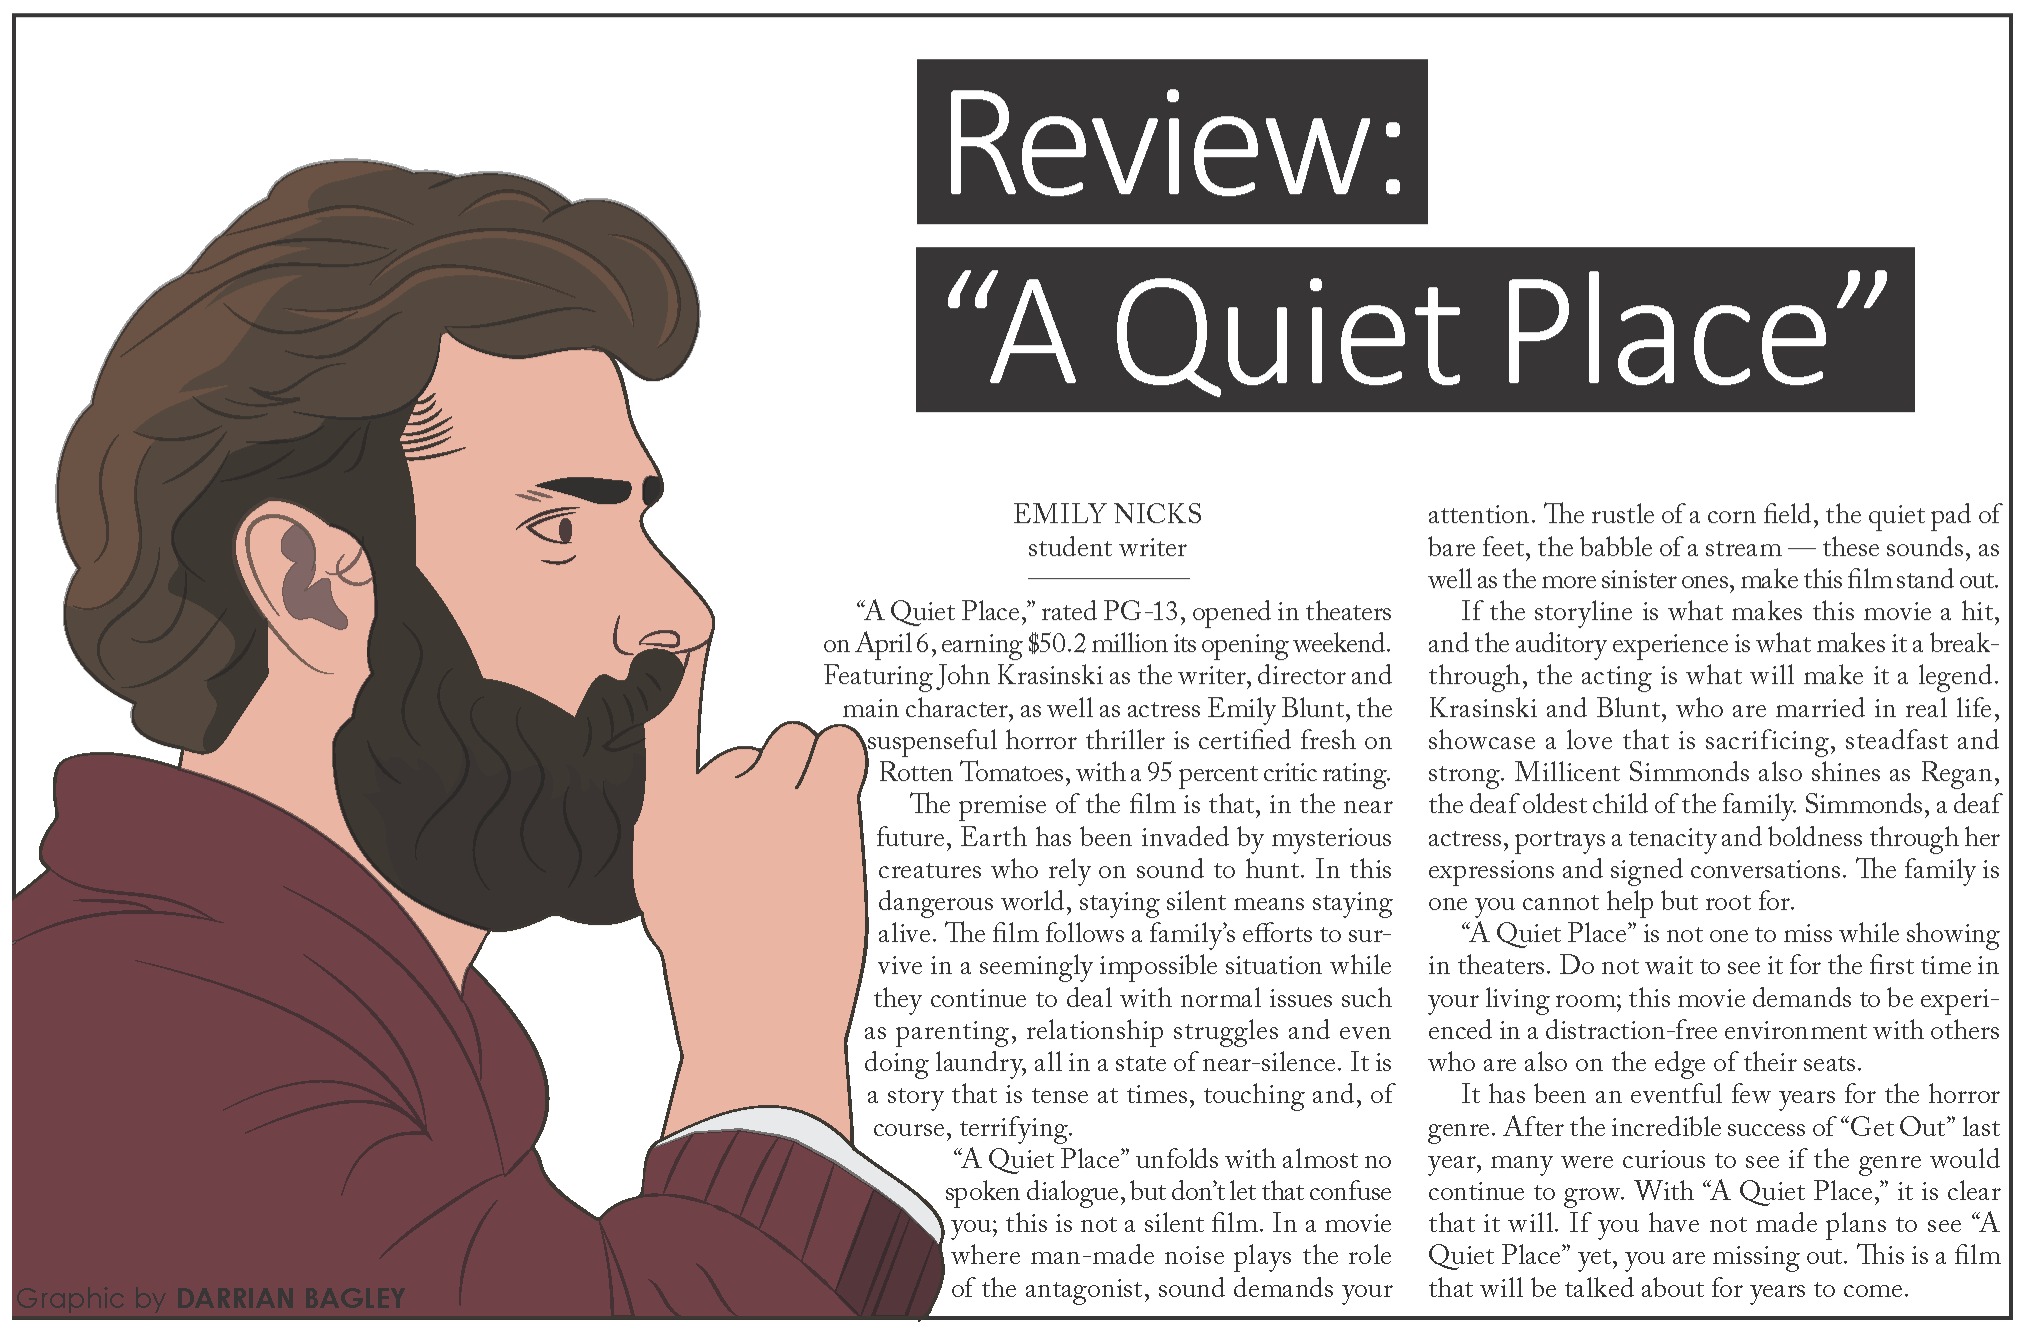 Review:
“A Quiet Place”
EMILY NICKS
student writer
“A Quiet Place,” rated PG-13, opened in theaters
on April 6, earning $50.2 million its opening weekend.
Featuring John Krasinski as the writer, director and
main character, as well as actress Emily Blunt, the
suspenseful horror thriller is certified fresh on
Rotten Tomatoes, with a 95 percent critic rating.
The premise of the film is that, in the near
future, Earth has been invaded by mysterious
creatures who rely on sound to hunt. In this
dangerous world, staying silent means staying
alive. The film follows a family’s efforts to sur-
vive in a seemingly impossible situation while
they continue to deal with normal issues such
as parenting, relationship struggles and even
doing laundry, all in a state of near-silence. It is
a story that is tense at times, touching and, of
course, terrifying.
“A Quiet Place” unfolds with almost no
spoken dialogue, but don’t let that confuse
you; this is not a silent film. In a movie
where man-made noise plays the role
of the antagonist, sound demands your
attention. The rustle of a corn field, the quiet pad of
bare feet, the babble of a stream — these sounds, as
well as the more sinister ones, make this film stand out.
If the storyline is what makes this movie a hit,
and the auditory experience is what makes it a break-
through, the acting is what will make it a legend.
Krasinski and Blunt, who are married in real life,
showcase a love that is sacrificing, steadfast and
strong. Millicent Simmonds also shines as Regan,
the deaf oldest child of the family. Simmonds, a deaf
actress, portrays a tenacity and boldness through her
expressions and signed conversations. The family is
one you cannot help but root for.
“A Quiet Place” is not one to miss while showing
in theaters. Do not wait to see it for the first time in
your living room; this movie demands to be experi-
enced in a distraction-free environment with others
who are also on the edge of their seats.
It has been an eventful few years for the horror
genre. After the incredible success of “Get Out” last
year, many were curious to see if the genre would
continue to grow. With “A Quiet Place,” it is clear
that it will. If you have not made plans to see “A
Quiet Place” yet, you are missing out. This is a film
that will be talked about for years to come.
Graphic by DARRIAN BAGLEY